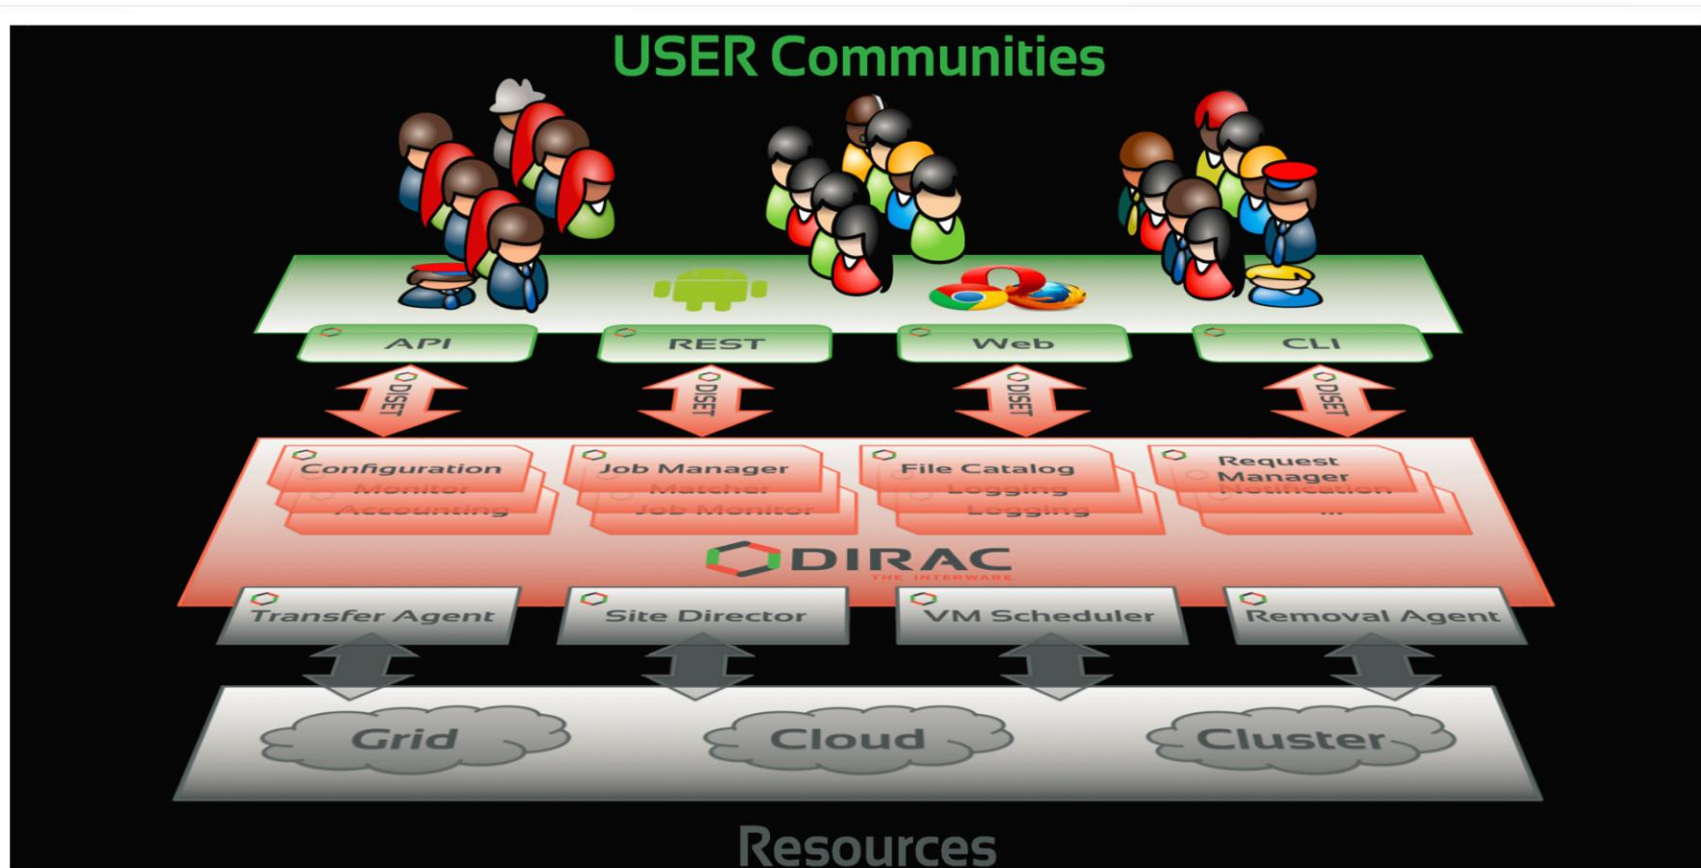 USER Communities
API
REST
Web
CLI
DISET
DISET
DISET
DISET
Configuration
Monitor
Accounting
Job Manager
Matcher
Job Monitor
File Catalog
Logging
Logging
Request
Manager
Notification
...
DIRAC
THE INTERWARE
Transfer Agent
Site Director
VM Scheduler
Removal Agent
Grid
Cloud
Cluster
Resources